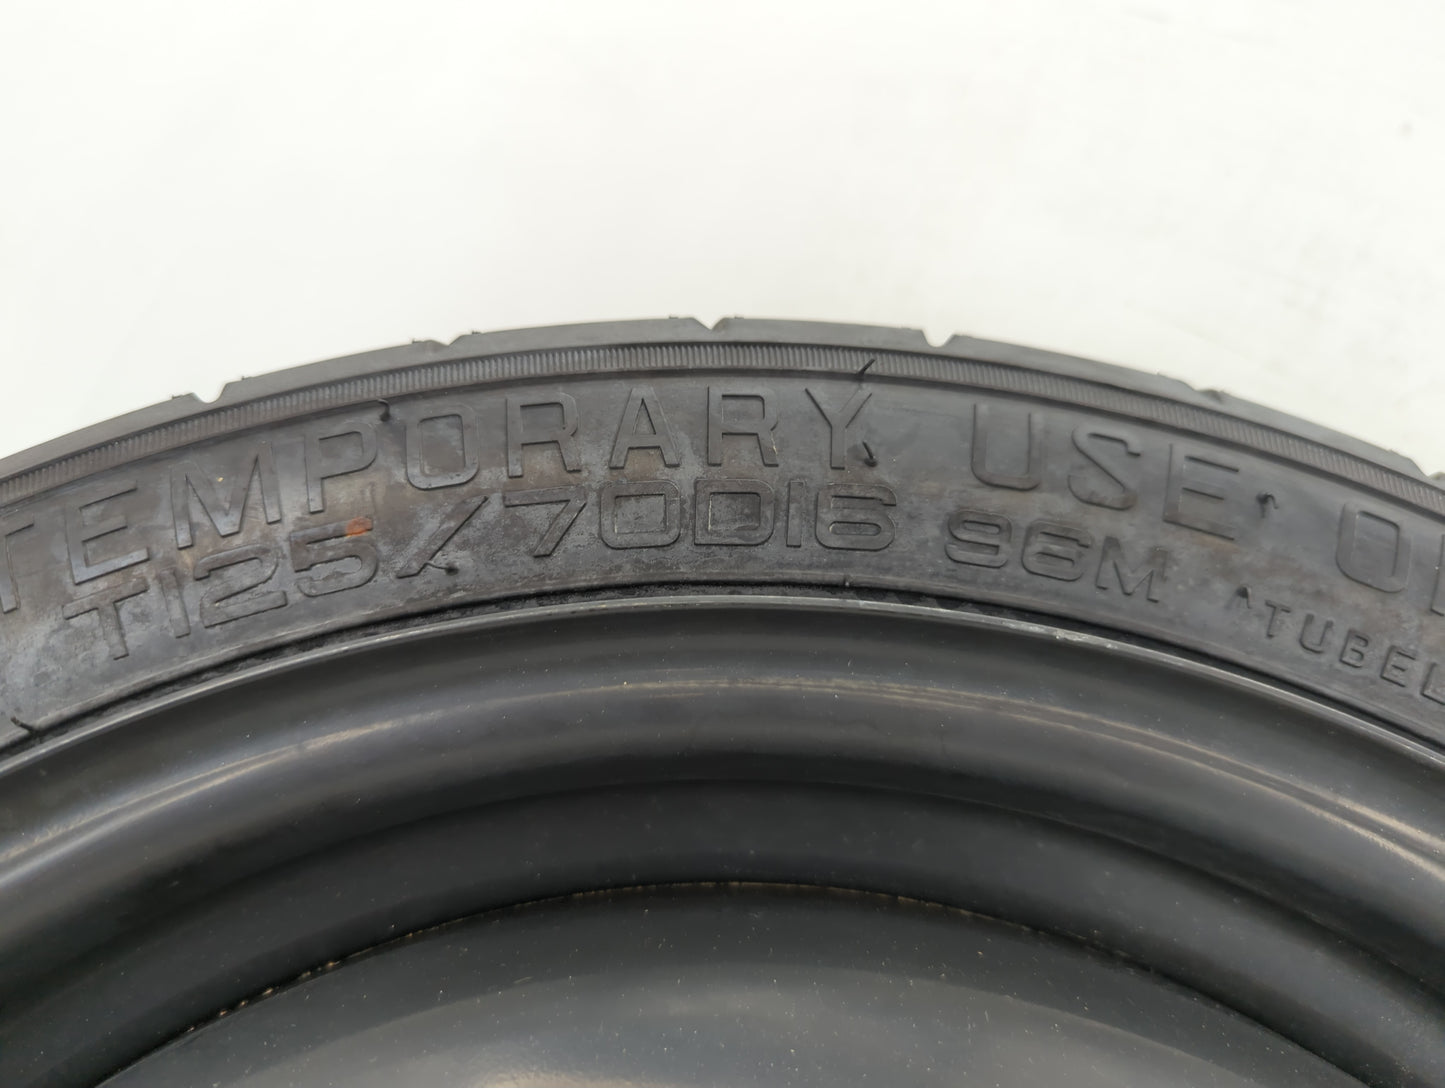 TEMPORARY USE
T125/70D16 96M